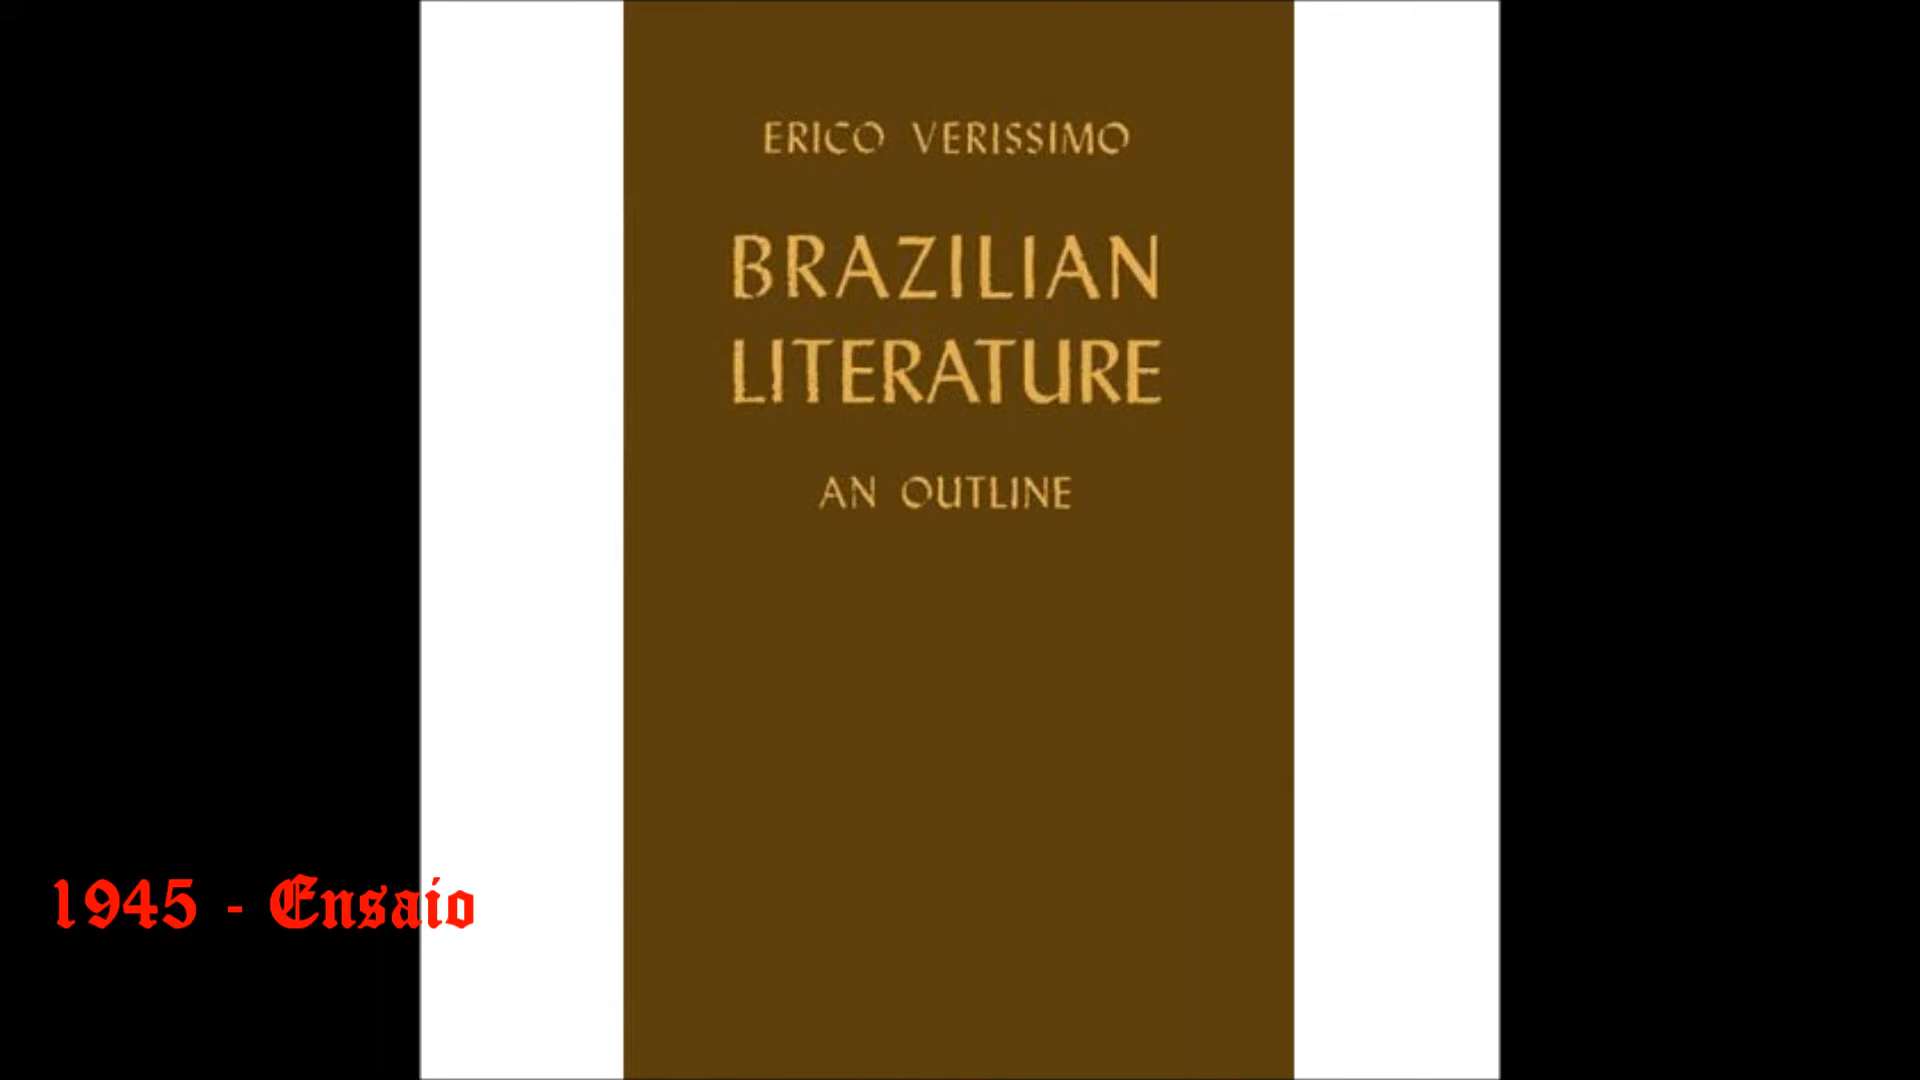 ERICO VERISSIMO
BRAZILIAN
LITERATURE
AN OUTLINE
1945 - Ensaio